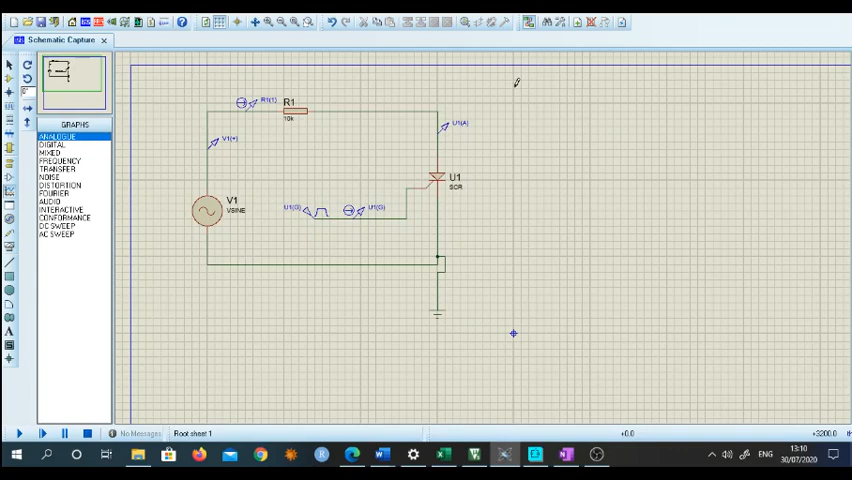 Schematic Capture
GRAPHS
ANALOGUE
DIGITAL
MIXED
FREQUENCY
TRANSFER
NOISE
DISTORTION
FOURIER
AUDIO
INTERACTIVE
CONFORMANCE
DC SWEEP
AC SWEEP
0°
R1(1)
R1
10k
V1(+)
U1(A)
U1
SCR
V1
VSINE
U1(G)
U1(G)
No Messages
Root sheet 1
+0.0
+3200.0
ENG
13:10
30/07/2020